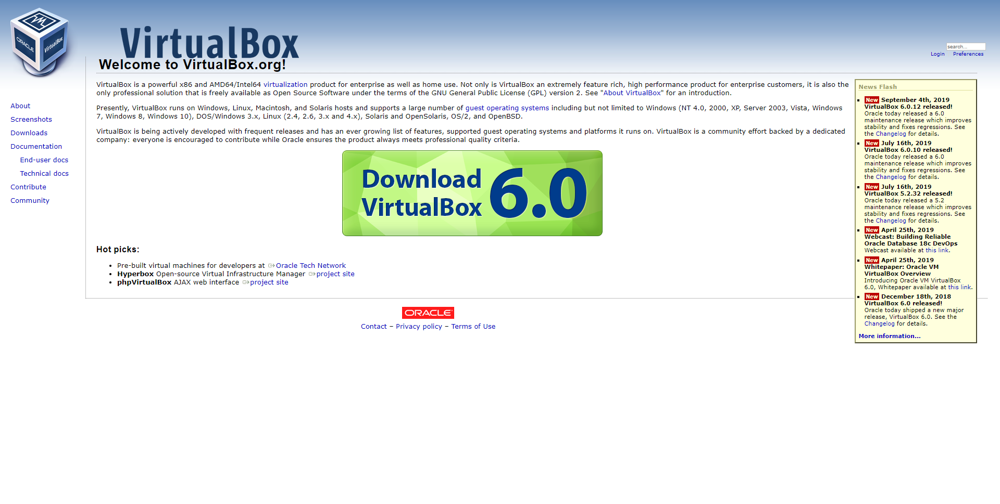 ORACLE
VirtualBox
VirtualBox
search...
Login Preferences
Welcome to VirtualBox.org!
About
Screenshots
Downloads
Documentation
End-user docs
Technical docs
Contribute
Community
VirtualBox is a powerful x86 and AMD64/Intel64 virtualization product for enterprise as well as home use. Not only is VirtualBox an extremely feature rich, high performance product for enterprise customers, it is also the
only professional solution that is freely available as Open Source Software under the terms of the GNU General Public License (GPL) version 2. See "About VirtualBox" for an introduction.
Presently, VirtualBox runs on Windows, Linux, Macintosh, and Solaris hosts and supports a large number of guest operating systems including but not limited to Windows (NT 4.0, 2000, XP, Server 2003, Vista, Windows
7, Windows 8, Windows 10), DOS/Windows 3.x, Linux (2.4, 2.6, 3.x and 4.x), Solaris and OpenSolaris, OS/2, and OpenBSD.
VirtualBox is being actively developed with frequent releases and has an ever growing list of features, supported guest operating systems and platforms it runs on. VirtualBox is a community effort backed by a dedicated
company: everyone is encouraged to contribute while Oracle ensures the product always meets professional quality criteria.
Download
VirtualBox
6.0
Hot picks:
Pre-built virtual machines for developers at Oracle Tech Network
Hyperbox Open-source Virtual Infrastructure Manager project site
phpVirtualBox AJAX web interface project site
News Flash
New September 4th, 2019
VirtualBox 6.0.12 released!
Oracle today released a 6.0
maintenance release which improves
stability and fixes regressions. See
the Changelog for details.
New July 16th, 2019
VirtualBox 6.0.10 released!
Oracle today released a 6.0
maintenance release which improves
stability and fixes regressions. See
the Changelog for details.
New July 16th, 2019
VirtualBox 5.2.32 released!
Oracle today released a 5.2
maintenance release which improves
stability and fixes regressions. See
the Changelog for details.
New April 25th, 2019
Webcast: Building Reliable
Oracle Database 18c DevOps
Webcast available at this link.
New April 25th, 2019
Whitepaper: Oracle VM
VirtualBox Overview
Introducing Oracle VM VirtualBox
6.0, Whitepaper available at this link.
New December 18th, 2018
VirtualBox 6.0 released!
Oracle today shipped a new major
release, VirtualBox 6.0. See the
Changelog for details.
More information...
ORACLE
Contact – Privacy policy – Terms of Use